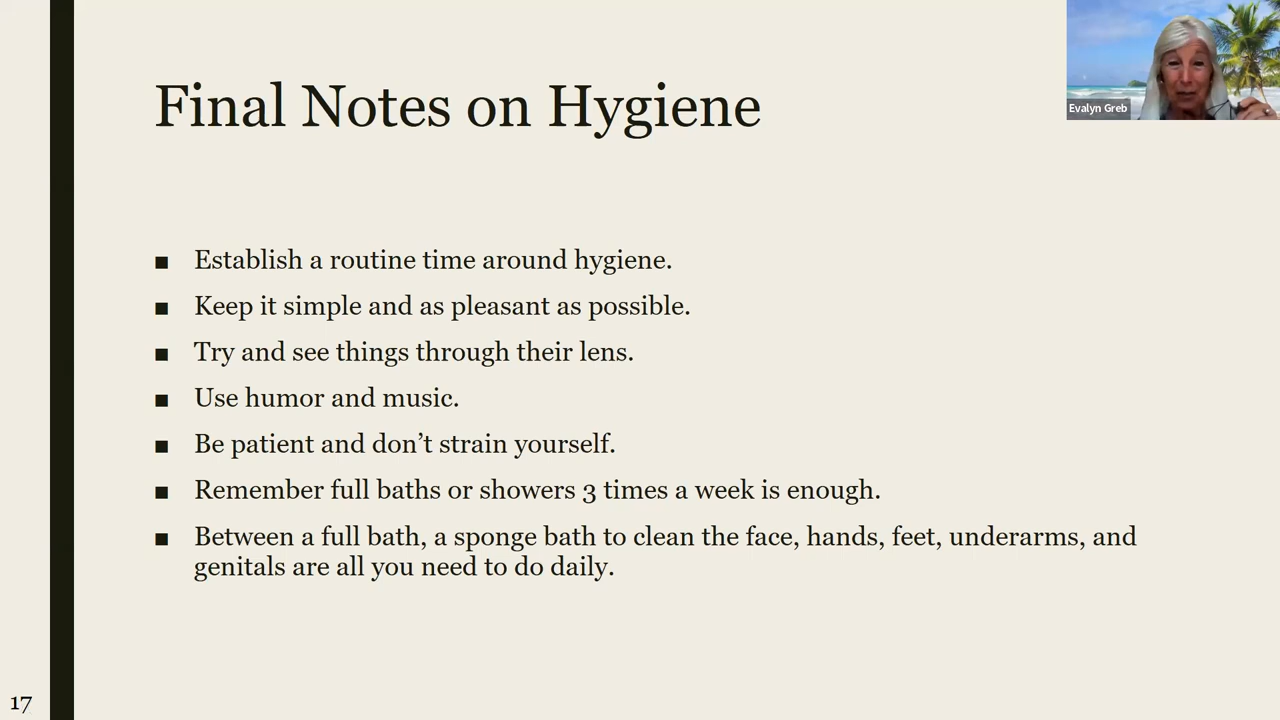 Final Notes on Hygiene
Evalyn Greb
■ Establish a routine time around hygiene.
■ Keep it simple and as pleasant as possible.
■ Try and see things through their lens.
■ Use humor and music.
■ Be patient and don’t strain yourself.
■ Remember full baths or showers 3 times a week is enough.
■ Between a full bath, a sponge bath to clean the face, hands, feet, underarms, and
genitals are all you need to do daily.
17